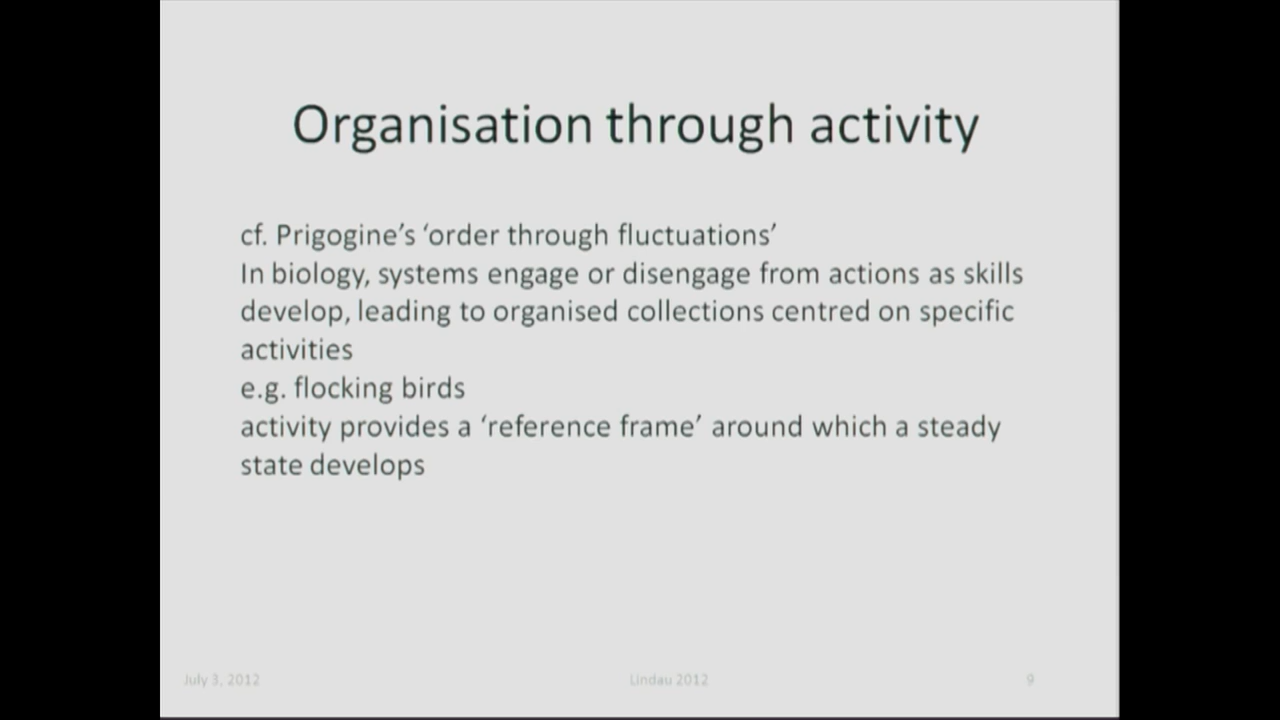 Organisation through activity
cf. Prigogine’s ‘order through fluctuations’
In biology, systems engage or disengage from actions as skills
develop, leading to organised collections centred on specific
activities
e.g. flocking birds
activity provides a ‘reference frame’ around which a steady
state develops
July 3, 2012
Lindau 2012
9